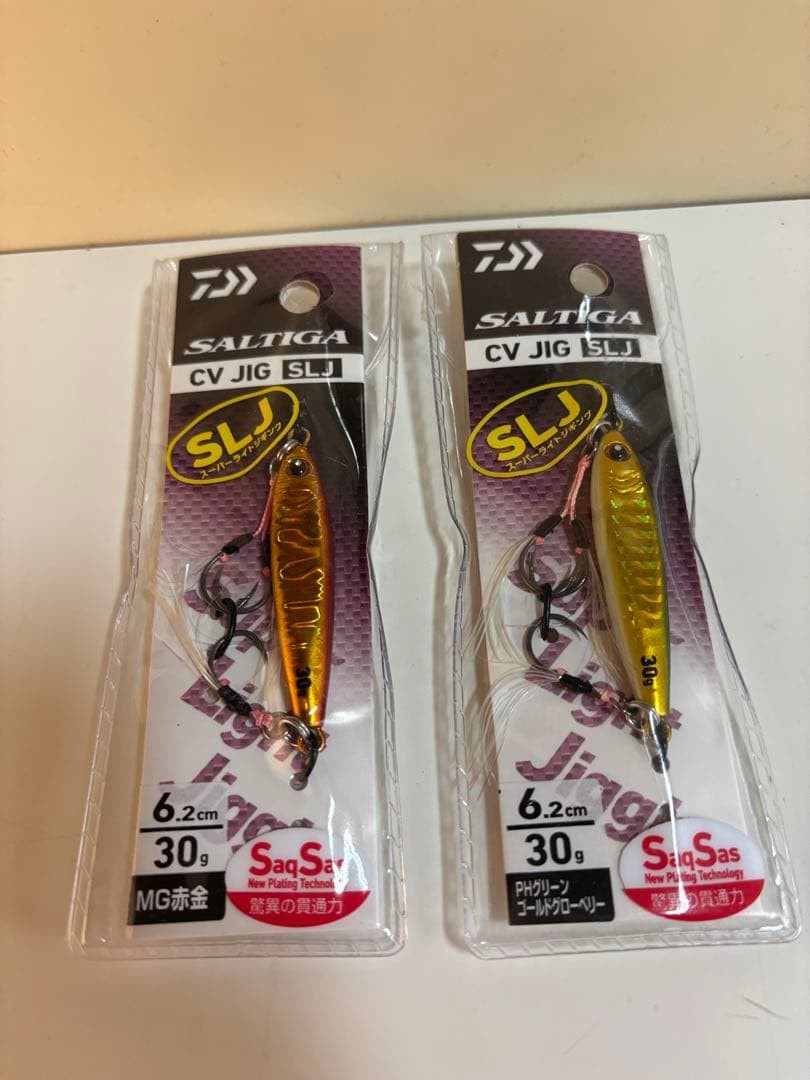 SALTIGA
CV JIG SLJ
SLJ
スーパーライトジギング
30g
Light
6.2cm
30g
SaqSas
New Plating Technology
MG赤金
驚異の貫通力
SALTIGA
CV JIG SLJ
SLJ
スーパーライトジギング
30g
Light
Jigg
6.2cm
30g
SaqSas
New Plating Technology
PHグリーン
ゴールドグローベリー
驚異の貫通力